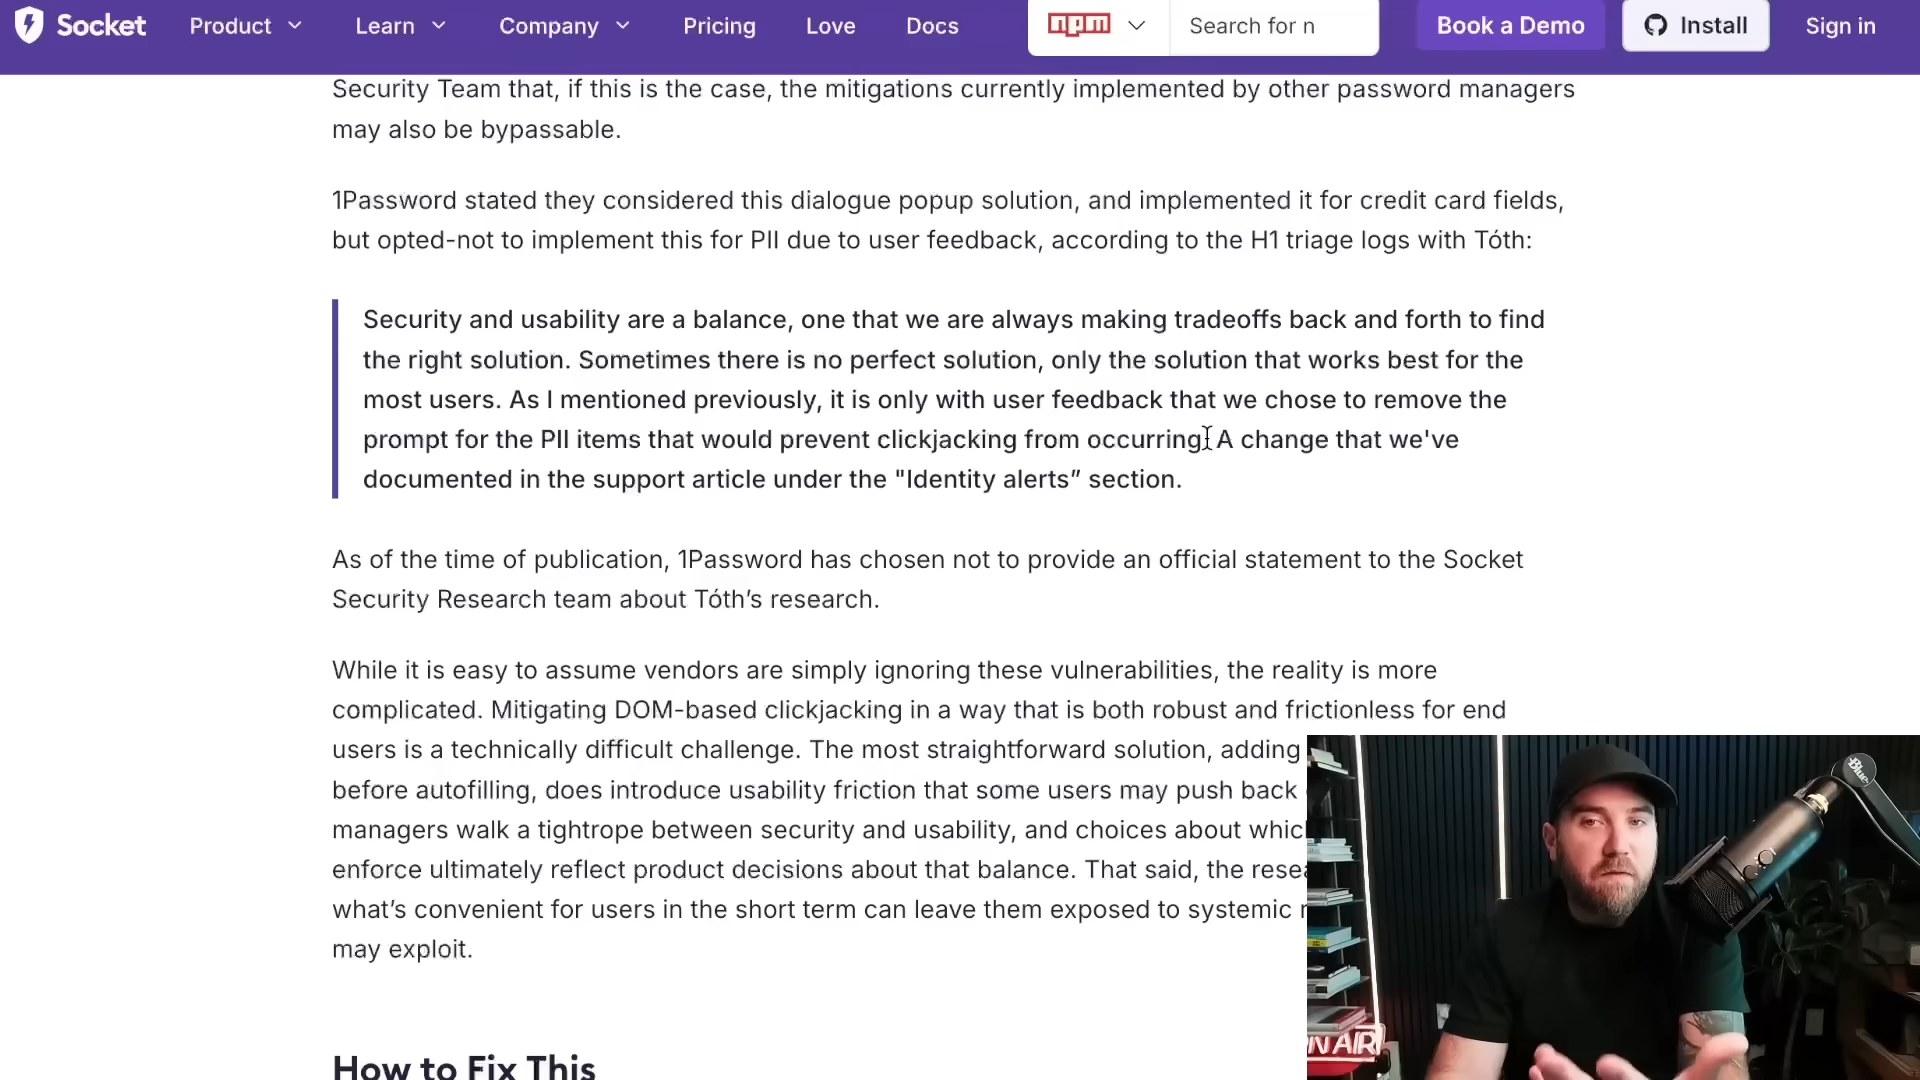 Socket Product Learn Company Pricing Love Docs npm Search for n Book a Demo Install Sign in
Security Team that, if this is the case, the mitigations currently implemented by other password managers
may also be bypassable.
1Password stated they considered this dialogue popup solution, and implemented it for credit card fields,
but opted-not to implement this for PII due to user feedback, according to the H1 triage logs with Tóth:
Security and usability are a balance, one that we are always making tradeoffs back and forth to find
the right solution. Sometimes there is no perfect solution, only the solution that works best for the
most users. As I mentioned previously, it is only with user feedback that we chose to remove the
prompt for the PII items that would prevent clickjacking from occurring. A change that we've
documented in the support article under the "Identity alerts” section.
As of the time of publication, 1Password has chosen not to provide an official statement to the Socket
Security Research team about Tóth’s research.
While it is easy to assume vendors are simply ignoring these vulnerabilities, the reality is more
complicated. Mitigating DOM-based clickjacking in a way that is both robust and frictionless for end
users is a technically difficult challenge. The most straightforward solution, adding
before autofilling, does introduce usability friction that some users may push back
managers walk a tightrope between security and usability, and choices about
enforce ultimately reflect product decisions about that balance. That said, the
what’s convenient for users in the short term can leave them exposed to systemic
may exploit.
How to Fix This
Blue
ON AIR